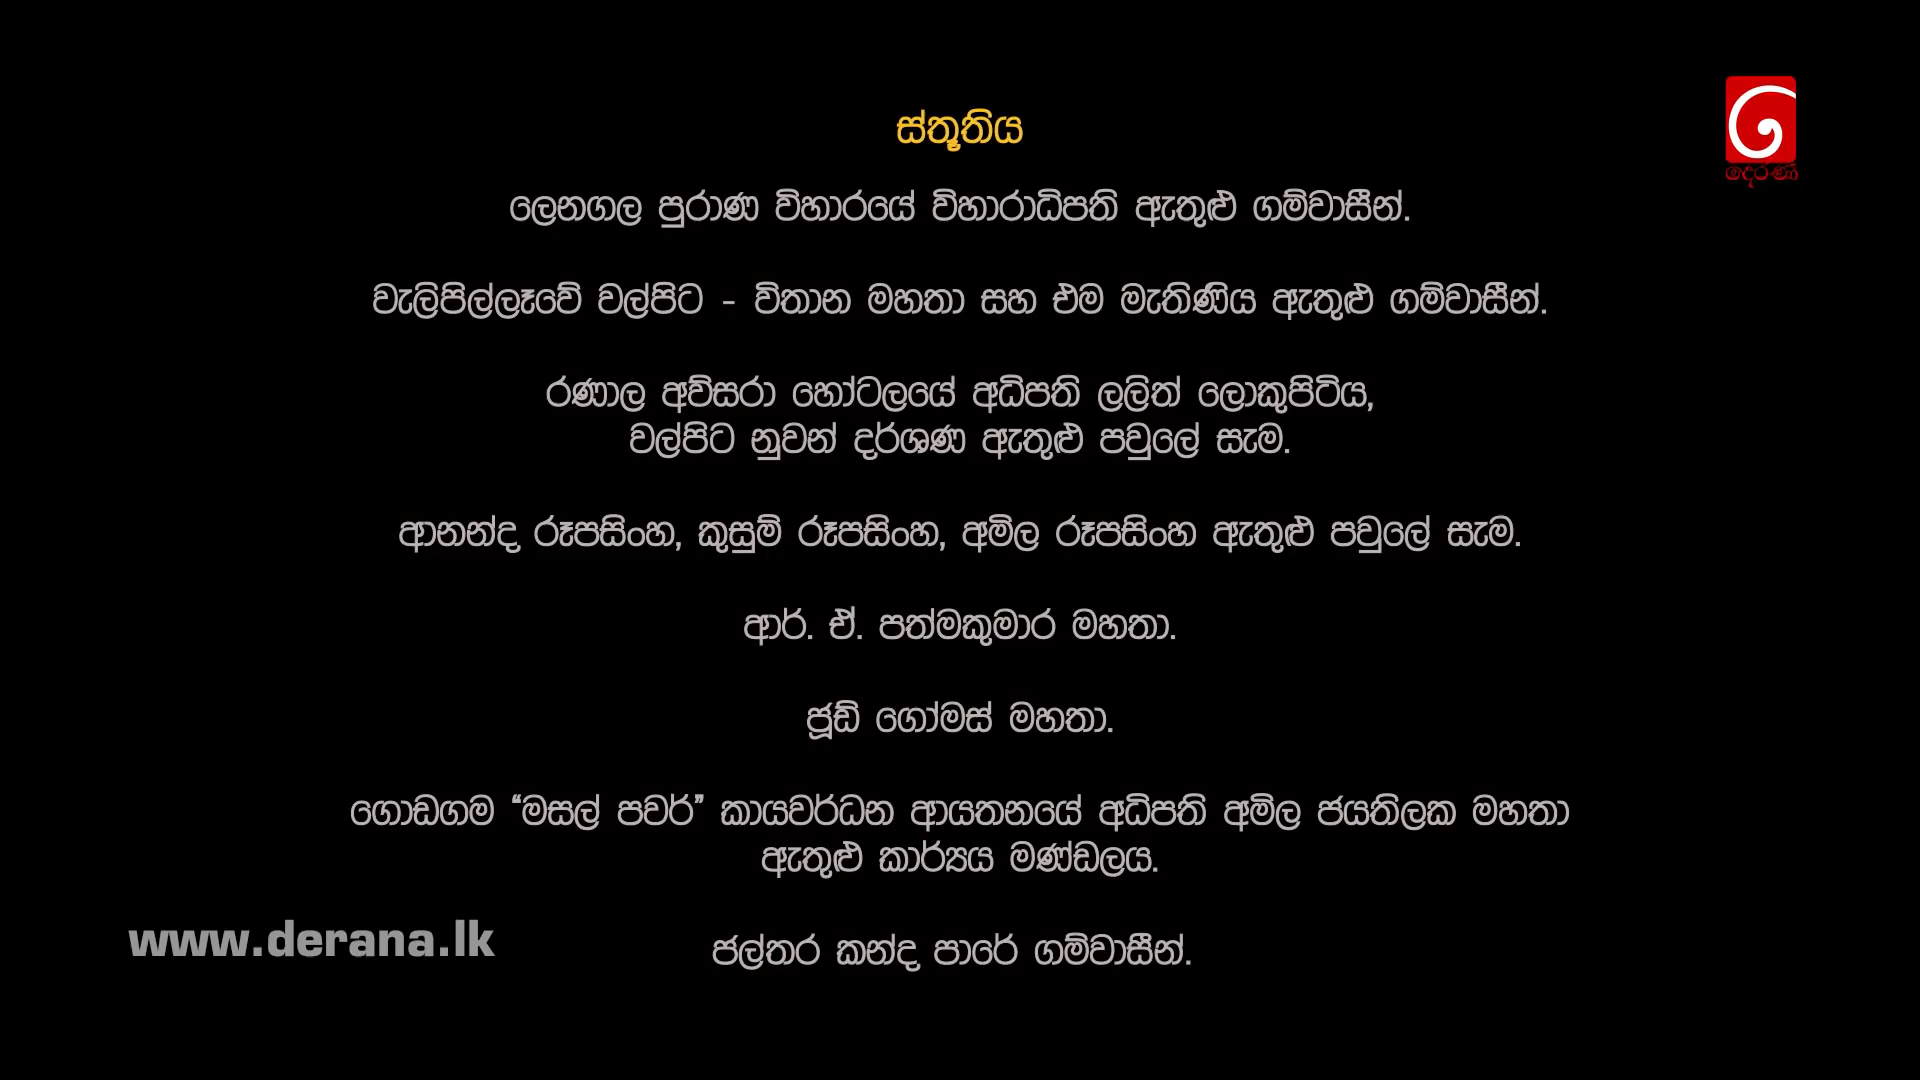 ස්තූතිය
දෙරණ
ලෙනගල පුරාණ විහාරයේ විහාරාධිපති ඇතුළු ගම්වාසීන්.
වැලිපිල්ලෑවේ වල්පිට - විතාන මහතා සහ එම මැතිණිය ඇතුළු ගම්වාසීන්.
රණාල අව්සරා හෝටලයේ අධිපති ලලිත් ලොකුපිටිය,
වල්පිට නුවන් දර්ශණ ඇතුළු පවුලේ සැම.
ආනන්ද රූපසිංහ, කුසුම් රූපසිංහ, අමිල රූපසිංහ ඇතුළු පවුලේ සැම.
ආර්. ඒ. පත්මකුමාර මහතා.
ජූඩ් ගෝමස් මහතා.
ගොඩගම “මසල් පවර්” කායවර්ධන ආයතනයේ අධිපති අමිල ජයතිලක මහතා
ඇතුළු කාර්යය මණ්ඩලය.
ජල්තර කන්ද පාරේ ගම්වාසීන්.
www.derana.lk